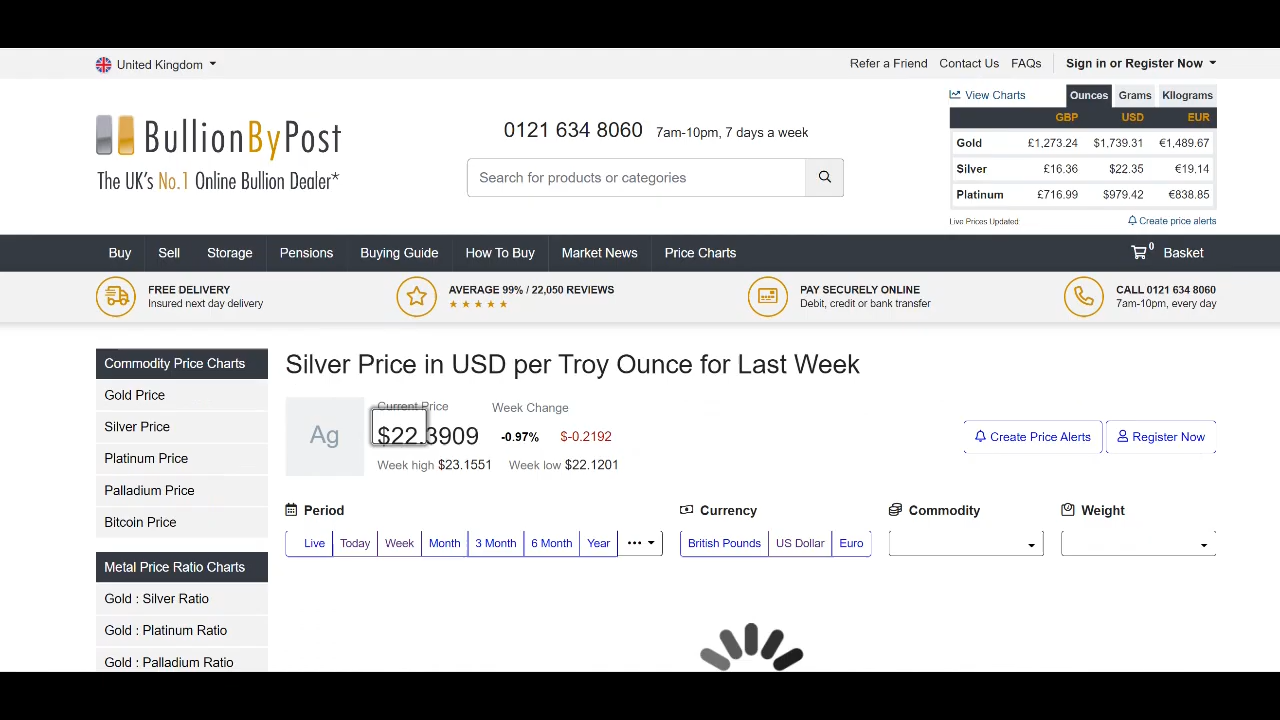 United Kingdom
Refer a Friend Contact Us FAQs Sign in or Register Now
View Charts Ounces Grams Kilograms
GBP USD EUR
Gold £1,273.24 $1,739.31 €1,489.67
Silver £16.36 $22.35 €19.14
Platinum £716.99 $979.42 €838.85
Live Prices Updated Create price alerts
BullionByPost
The UK's No.1 Online Bullion Dealer*
0121 634 8060 7am-10pm, 7 days a week
Search for products or categories
Buy Sell Storage Pensions Buying Guide How To Buy Market News Price Charts 0 Basket
FREE DELIVERY
Insured next day delivery
AVERAGE 99% / 22,050 REVIEWS
PAY SECURELY ONLINE
Debit, credit or bank transfer
CALL 0121 634 8060
7am-10pm, every day
Commodity Price Charts
Gold Price
Silver Price
Platinum Price
Palladium Price
Bitcoin Price
Metal Price Ratio Charts
Gold : Silver Ratio
Gold : Platinum Ratio
Gold : Palladium Ratio
Silver Price in USD per Troy Ounce for Last Week
Ag
Current Price Week Change
$22.3909 -0.97% $-0.2192
Week high $23.1551 Week low $22.1201
Create Price Alerts Register Now
Period Currency Commodity Weight
Live Today Week Month 3 Month 6 Month Year ••• British Pounds US Dollar Euro